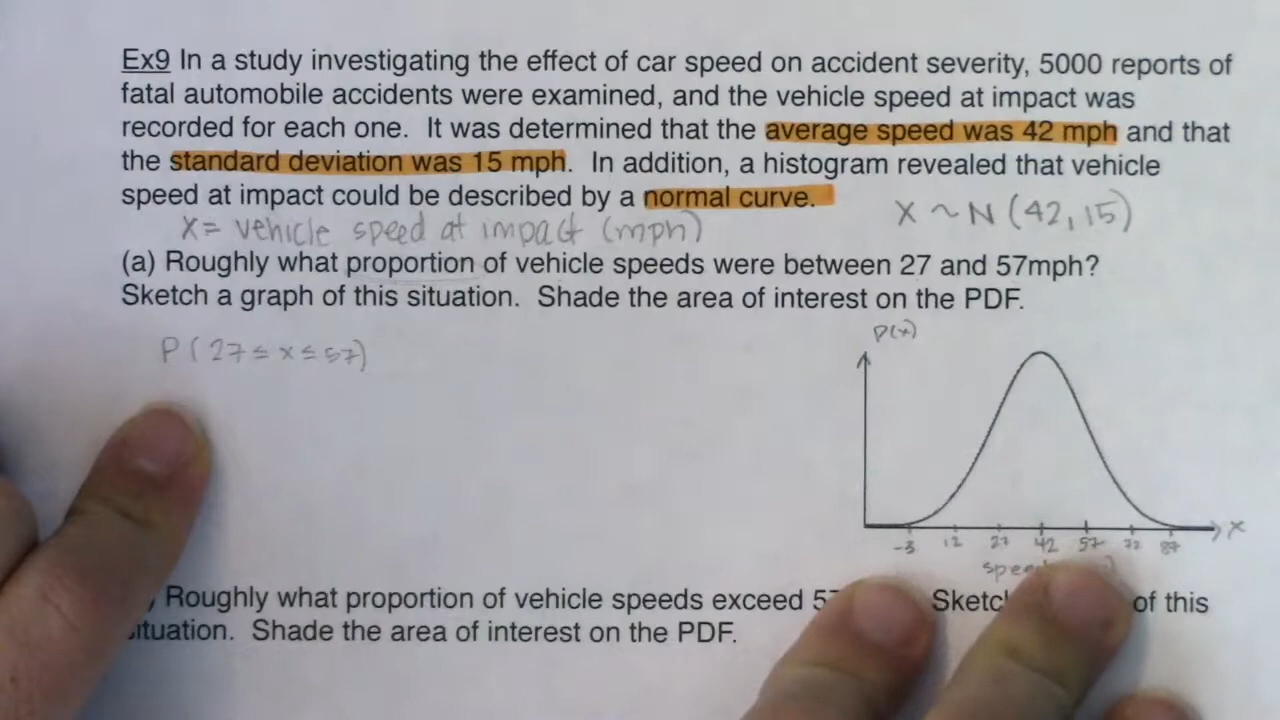 Ex9 In a study investigating the effect of car speed on accident severity, 5000 reports of
fatal automobile accidents were examined, and the vehicle speed at impact was
recorded for each one. It was determined that the average speed was 42 mph and that
the standard deviation was 15 mph. In addition, a histogram revealed that vehicle
speed at impact could be described by a normal curve.
X ~ N (42, 15)
X = vehicle speed at impact (mph)
(a) Roughly what proportion of vehicle speeds were between 27 and 57mph?
Sketch a graph of this situation. Shade the area of interest on the PDF.
P(x)
P(27 ≤ x ≤ 57)
X
-3 12 27 42 57 72 87
Roughly what proportion of vehicle speeds exceed of this
situation. Shade the area of interest on the PDF.